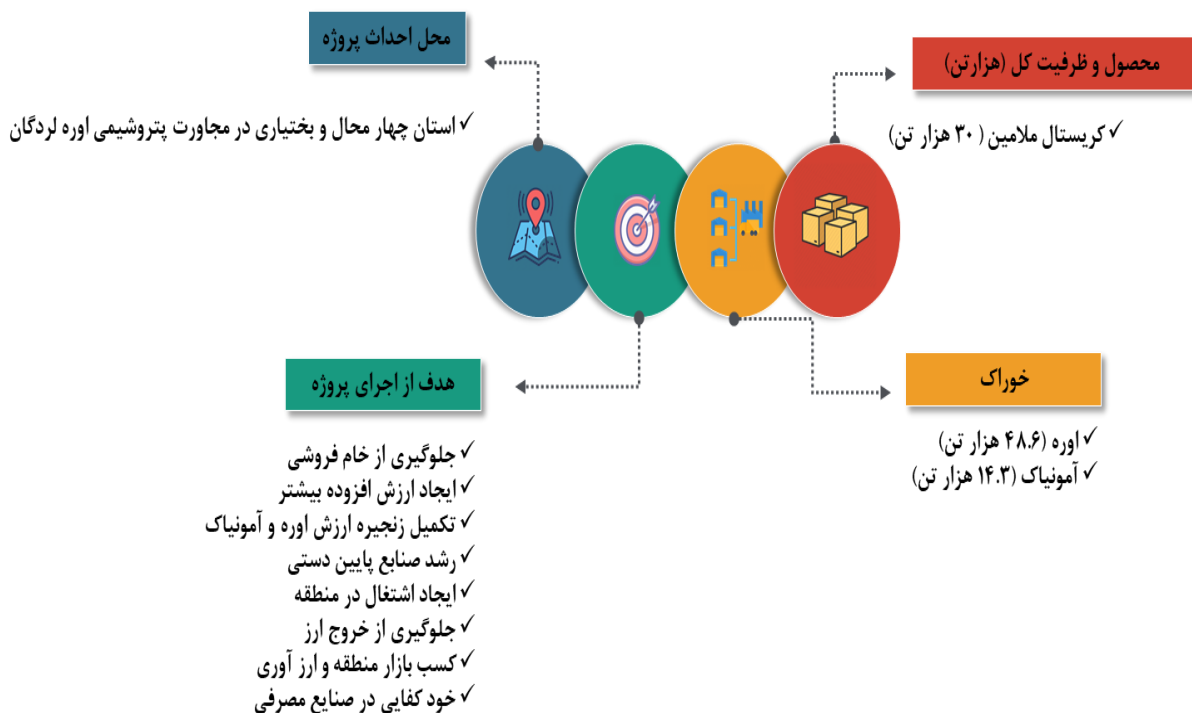 محصول و ظرفیت کل (هزارتن)
✓ کریستال ملامین ( ۳۰ هزار تن)
محل احداث پروژه
✓ استان چهار محال و بختیاری در مجاورت پتروشیمی اوره لردگان
خوراک
✓ اوره (۴۸.۶ هزار تن)
✓ آمونیاک (۱۴.۳ هزار تن)
هدف از اجرای پروژه
✓ جلوگیری از خام فروشی
✓ ایجاد ارزش افزوده بیشتر
✓ تکمیل زنجیره ارزش اوره و آمونیاک
✓ رشد صنایع پایین دستی
✓ ایجاد اشتغال در منطقه
✓ جلوگیری از خروج ارز
✓ کسب بازار منطقه و ارز آوری
✓ خود کفایی در صنایع مصرفی